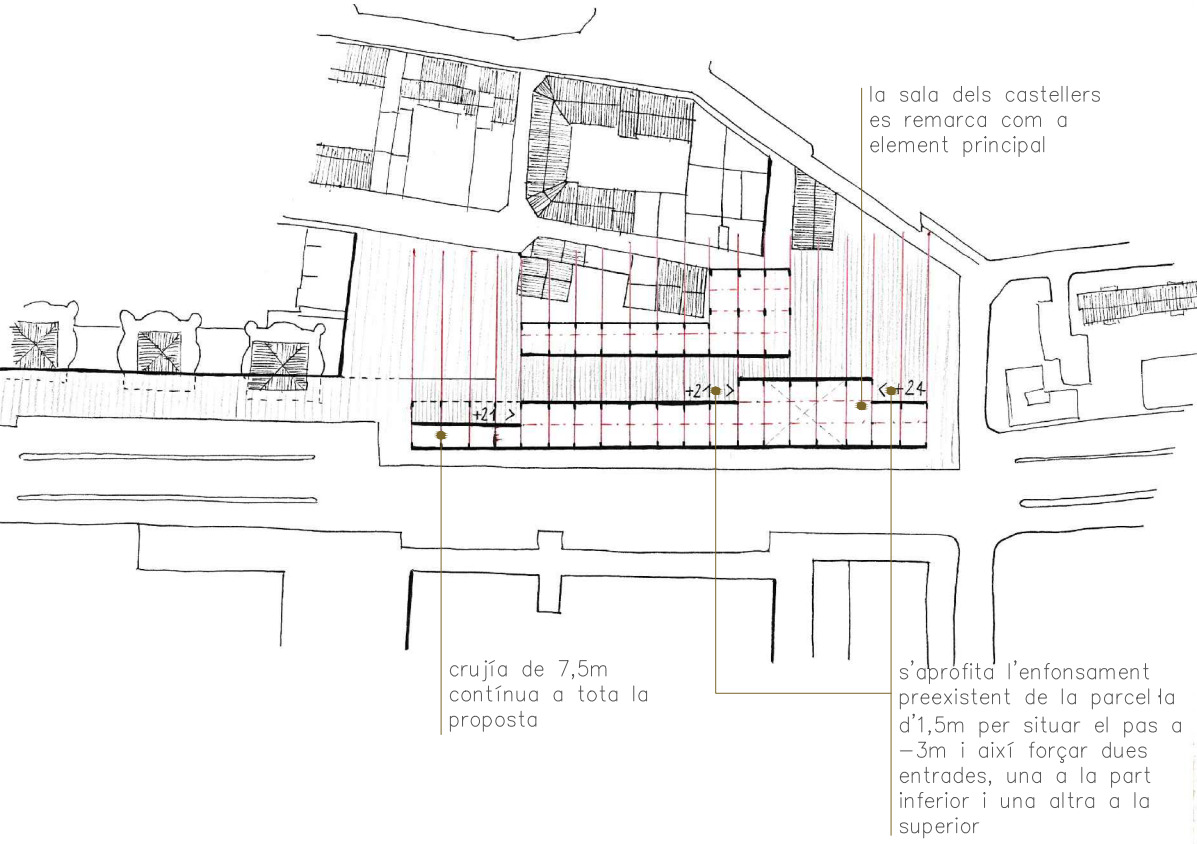 la sala dels castellers
es remarca com a
element principal
+21 >
< +24
+21 >
crujía de 7,5m
contínua a tota la
proposta
s'aprofita l'enfonsament
preexistent de la parcel·la
d'1,5m per situar el pas a
-3m i així forçar dues
entrades, una a la part
inferior i una altra a la
superior